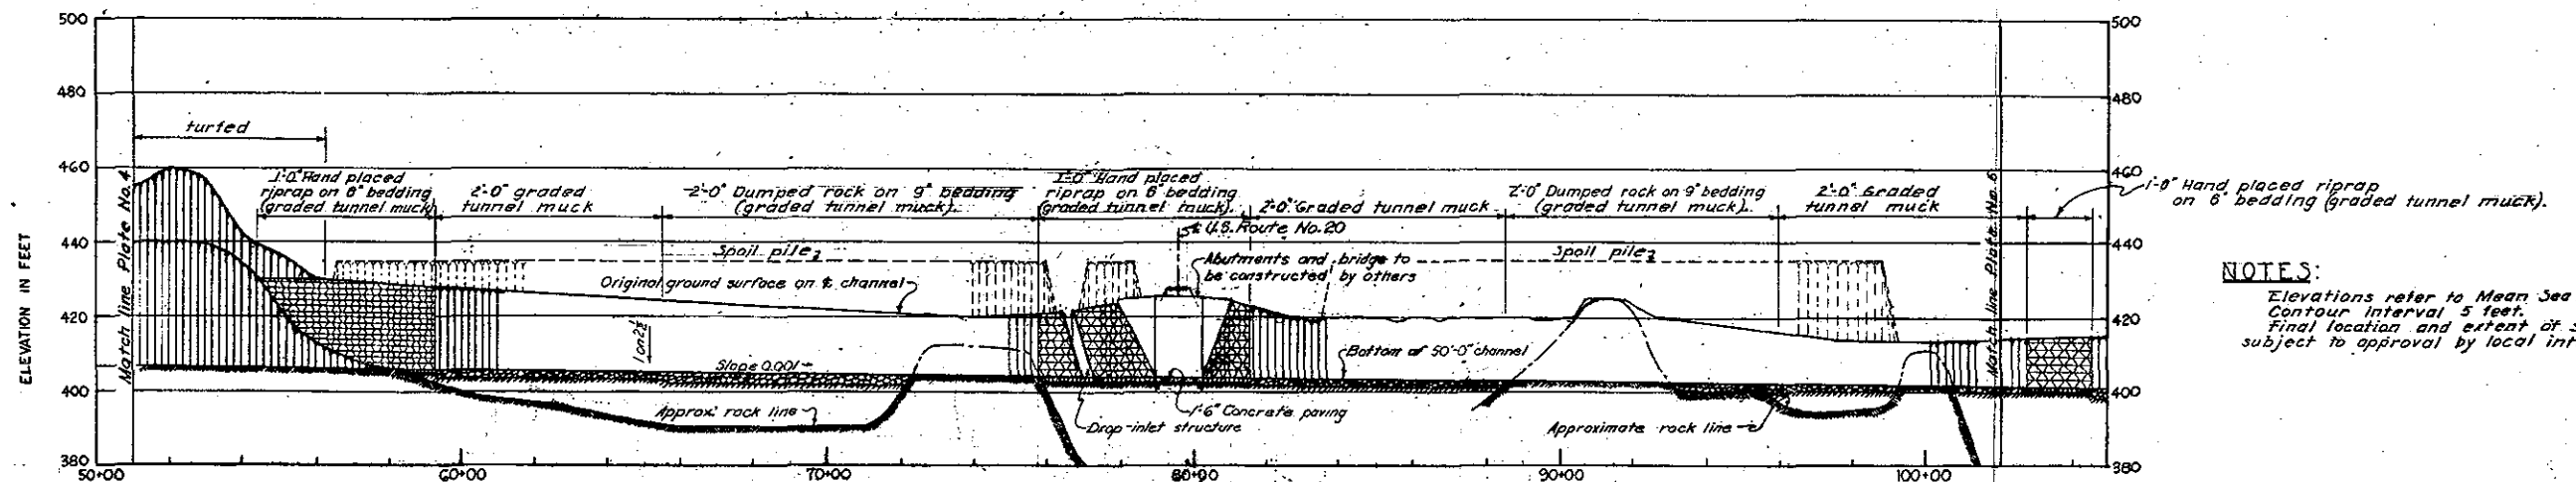 500
480
460
440
420
400
380
ELEVATION IN FEET
Match line Plate No. 4
turfed
1'-0" Hand placed
riprap on 6" bedding
(graded tunnel muck)
2'-0" graded
tunnel muck
2'-0" Dumped rock on 9" bedding
(graded tunnel muck).
1'-0" Hand placed
riprap on 6" bedding
(graded tunnel muck).
2'-0" Graded tunnel muck
2'-0" Dumped rock on 9" bedding
(graded tunnel muck).
2'-0" Graded
tunnel muck
1'-0" Hand placed riprap
on 6" bedding (graded tunnel muck).
℄ U.S. Route No. 20
Spoil pile
Abutments and bridge to
be constructed by others
Spoil pile
Original ground surface on ℄ channel
1 on 2½
Slope 0.001
Bottom of 50'-0" channel
Approx. rock line
1'-6" Concrete paving
Drop-inlet structure
Approximate rock line
Match line Plate No. 6
500
480
460
440
420
400
380
50+00
60+00
70+00
80+00
90+00
100+00
NOTES:
Elevations refer to Mean Sea
Contour Interval 5 feet.
Final location and extent of s
subject to approval by local int